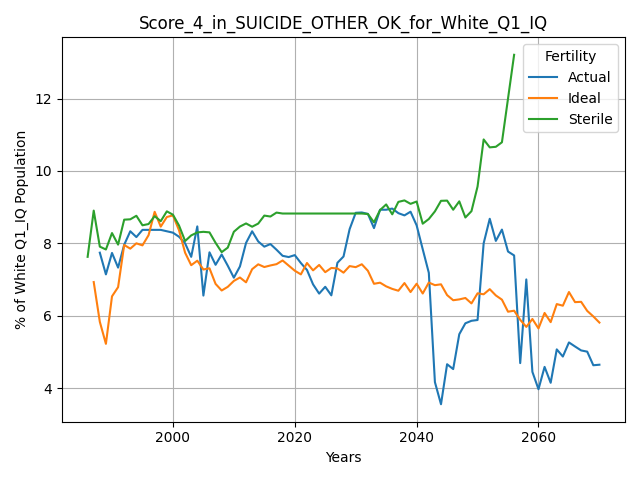 Score_4_in_SUICIDE_OTHER_OK_for_White_Q1_IQ
Fertility
Actual
Ideal
Sterile
% of White Q1_IQ Population
12
10
8
6
4
2000
2020
2040
2060
Years